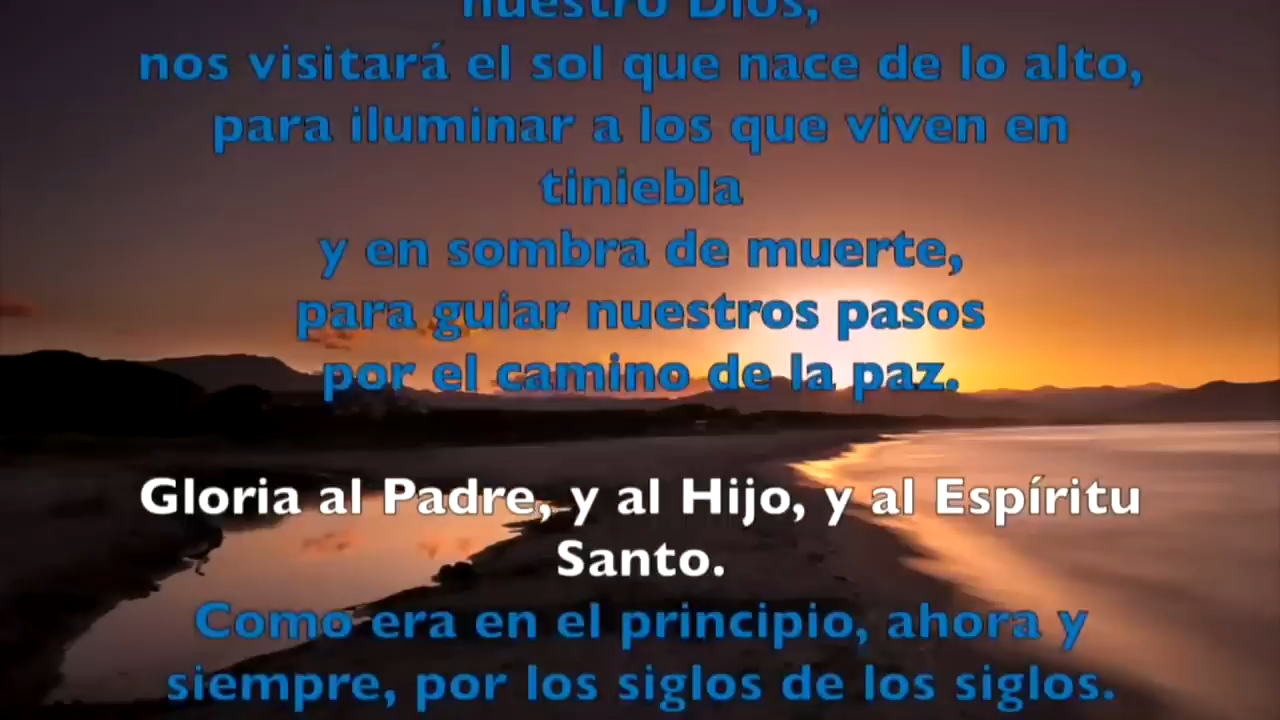 nuestro Dios,
nos visitará el sol que nace de lo alto,
para iluminar a los que viven en
tiniebla
y en sombra de muerte,
para guiar nuestros pasos
por el camino de la paz.
Gloria al Padre, y al Hijo, y al Espíritu
Santo.
Como era en el principio, ahora y
siempre, por los siglos de los siglos.